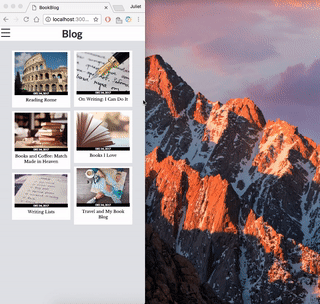 BookBlog
Juliet
localhost:300
Blog
Reading Rome
On Writing: I Can Do It
Books and Coffee: Match
Made in Heaven
Books I Love
Writing Lists
Travel and My Book
Blog